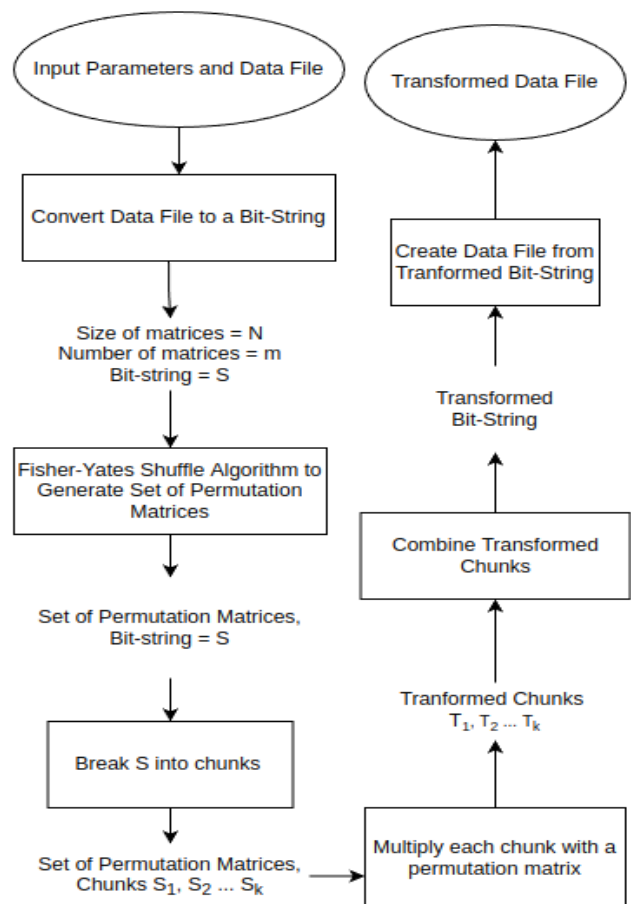 Input Parameters and Data File
Convert Data File to a Bit-String
Size of matrices = N
Number of matrices = m
Bit-string = S
Fisher-Yates Shuffle Algorithm to
Generate Set of Permutation
Matrices
Set of Permutation Matrices,
Bit-string = S
Break S into chunks
Set of Permutation Matrices,
Chunks S₁, S₂ ... Sₖ
Multiply each chunk with a
permutation matrix
Tranformed Chunks
T₁, T₂ ... Tₖ
Combine Transformed
Chunks
Transformed
Bit-String
Create Data File from
Tranformed Bit-String
Transformed Data File